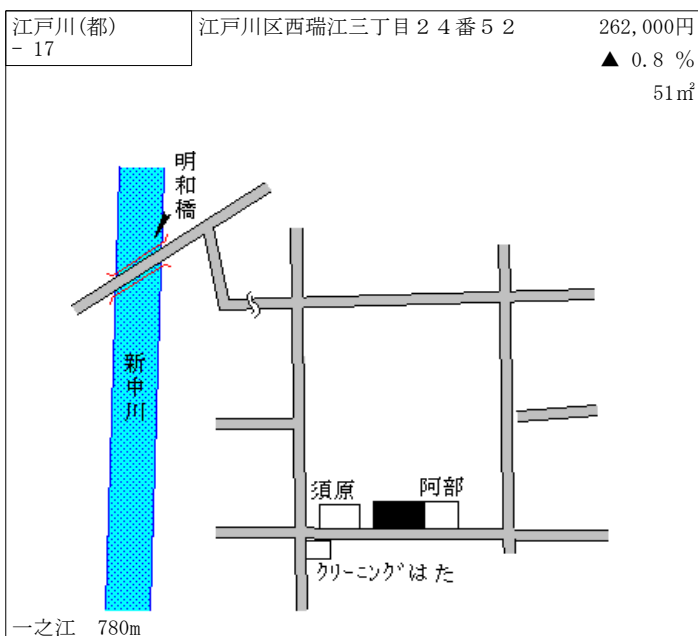 江戸川(都)
- 17
江戸川区西瑞江三丁目２４番５２
262,000円
▲ 0.8 %
51㎡
明和橋
新中川
須原
阿部
クリーニングはた
一之江 780m